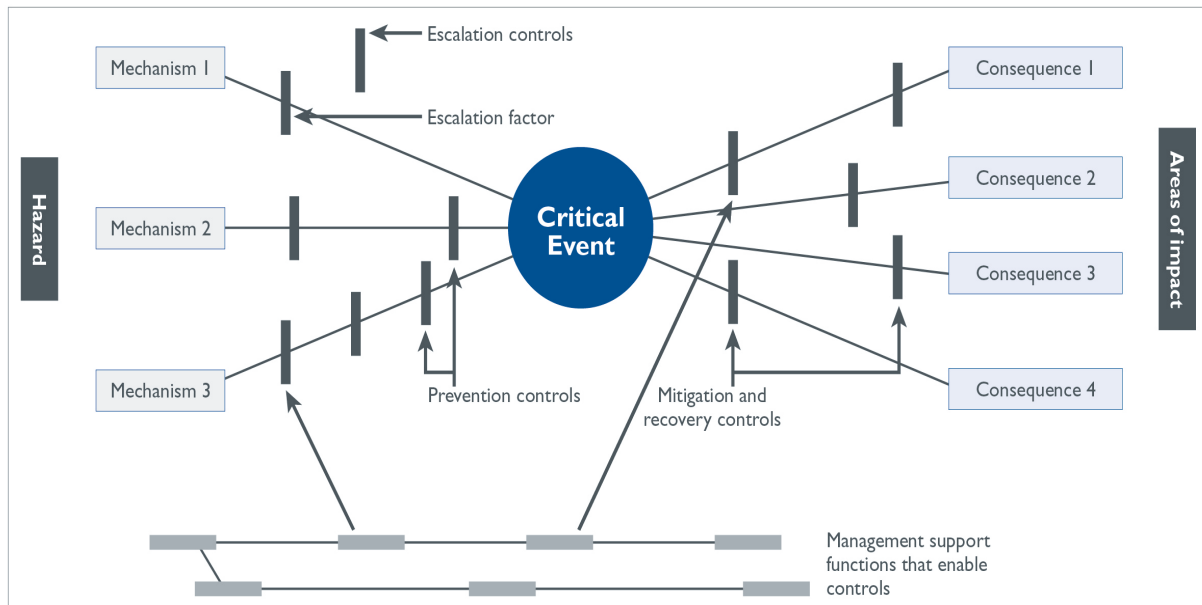 Escalation controls
Mechanism 1
Consequence 1
Escalation factor
Hazard
Areas of impact
Consequence 2
Mechanism 2
Critical
Event
Consequence 3
Mechanism 3
Prevention controls
Mitigation and
recovery controls
Consequence 4
Management support
functions that enable
controls